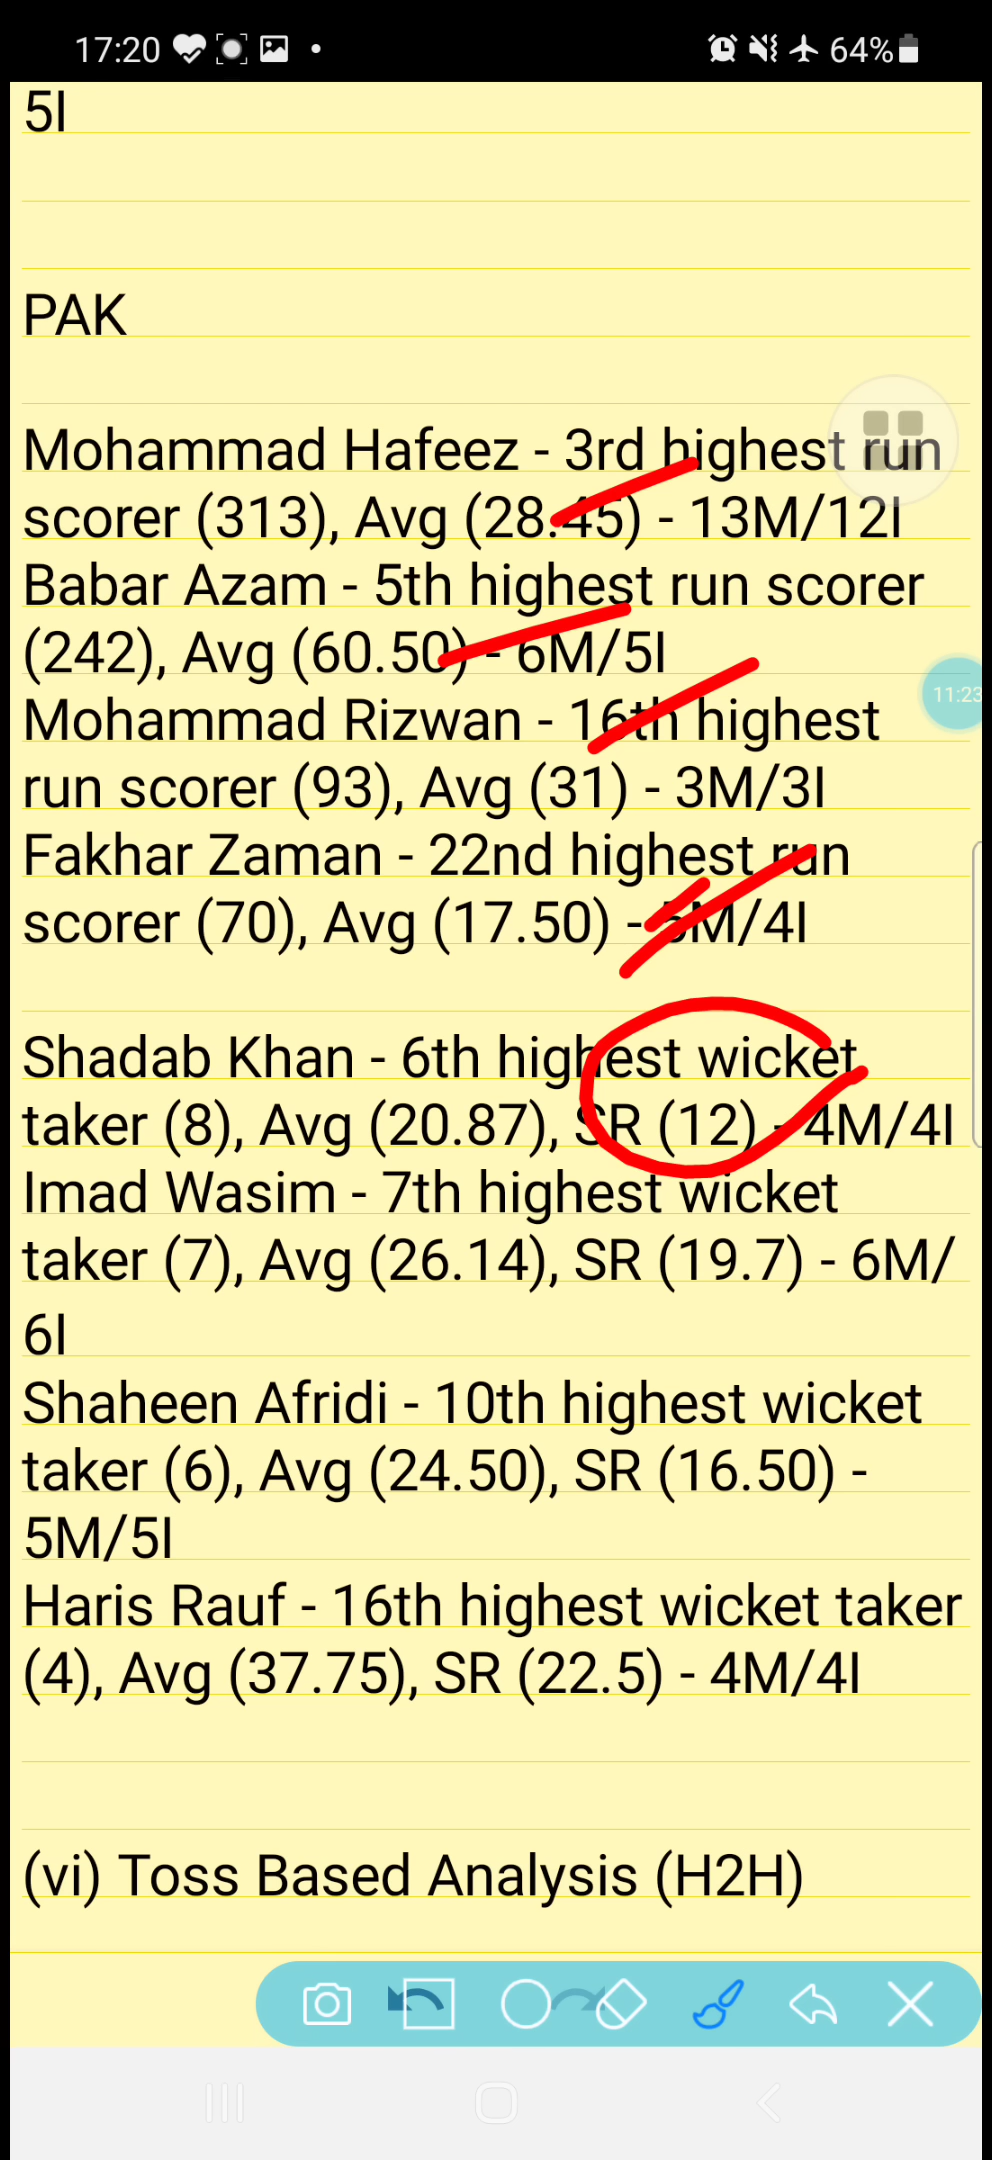 17:20
64%
5I
PAK
Mohammad Hafeez - 3rd highest run
scorer (313), Avg (28.45) - 13M/12I
Babar Azam - 5th highest run scorer
(242), Avg (60.50) - 6M/5I
Mohammad Rizwan - 16th highest
run scorer (93), Avg (31) - 3M/3I
11:23
Fakhar Zaman - 22nd highest run
scorer (70), Avg (17.50) - 5M/4I
Shadab Khan - 6th highest wicket
taker (8), Avg (20.87), SR (12) - 4M/4I
Imad Wasim - 7th highest wicket
taker (7), Avg (26.14), SR (19.7) - 6M/
6I
Shaheen Afridi - 10th highest wicket
taker (6), Avg (24.50), SR (16.50) -
5M/5I
Haris Rauf - 16th highest wicket taker
(4), Avg (37.75), SR (22.5) - 4M/4I
(vi) Toss Based Analysis (H2H)